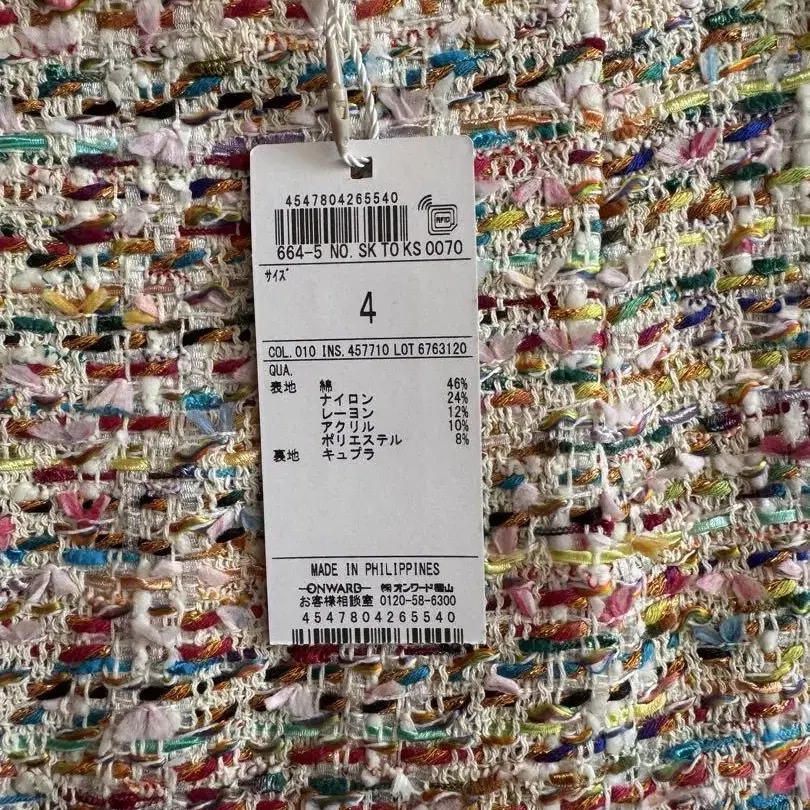 4547804265540
RFID
664-5 NO. SK TO KS 0070
サイズ
4
COL. 010 INS. 457710 LOT 6763120
QUA.
表地 綿 46%
ナイロン 24%
レーヨン 12%
アクリル 10%
ポリエステル 8%
裏地 キュプラ
MADE IN PHILIPPINES
ONWARD ㈱オンワード樫山
お客様相談室 0120-58-6300
4547804265540